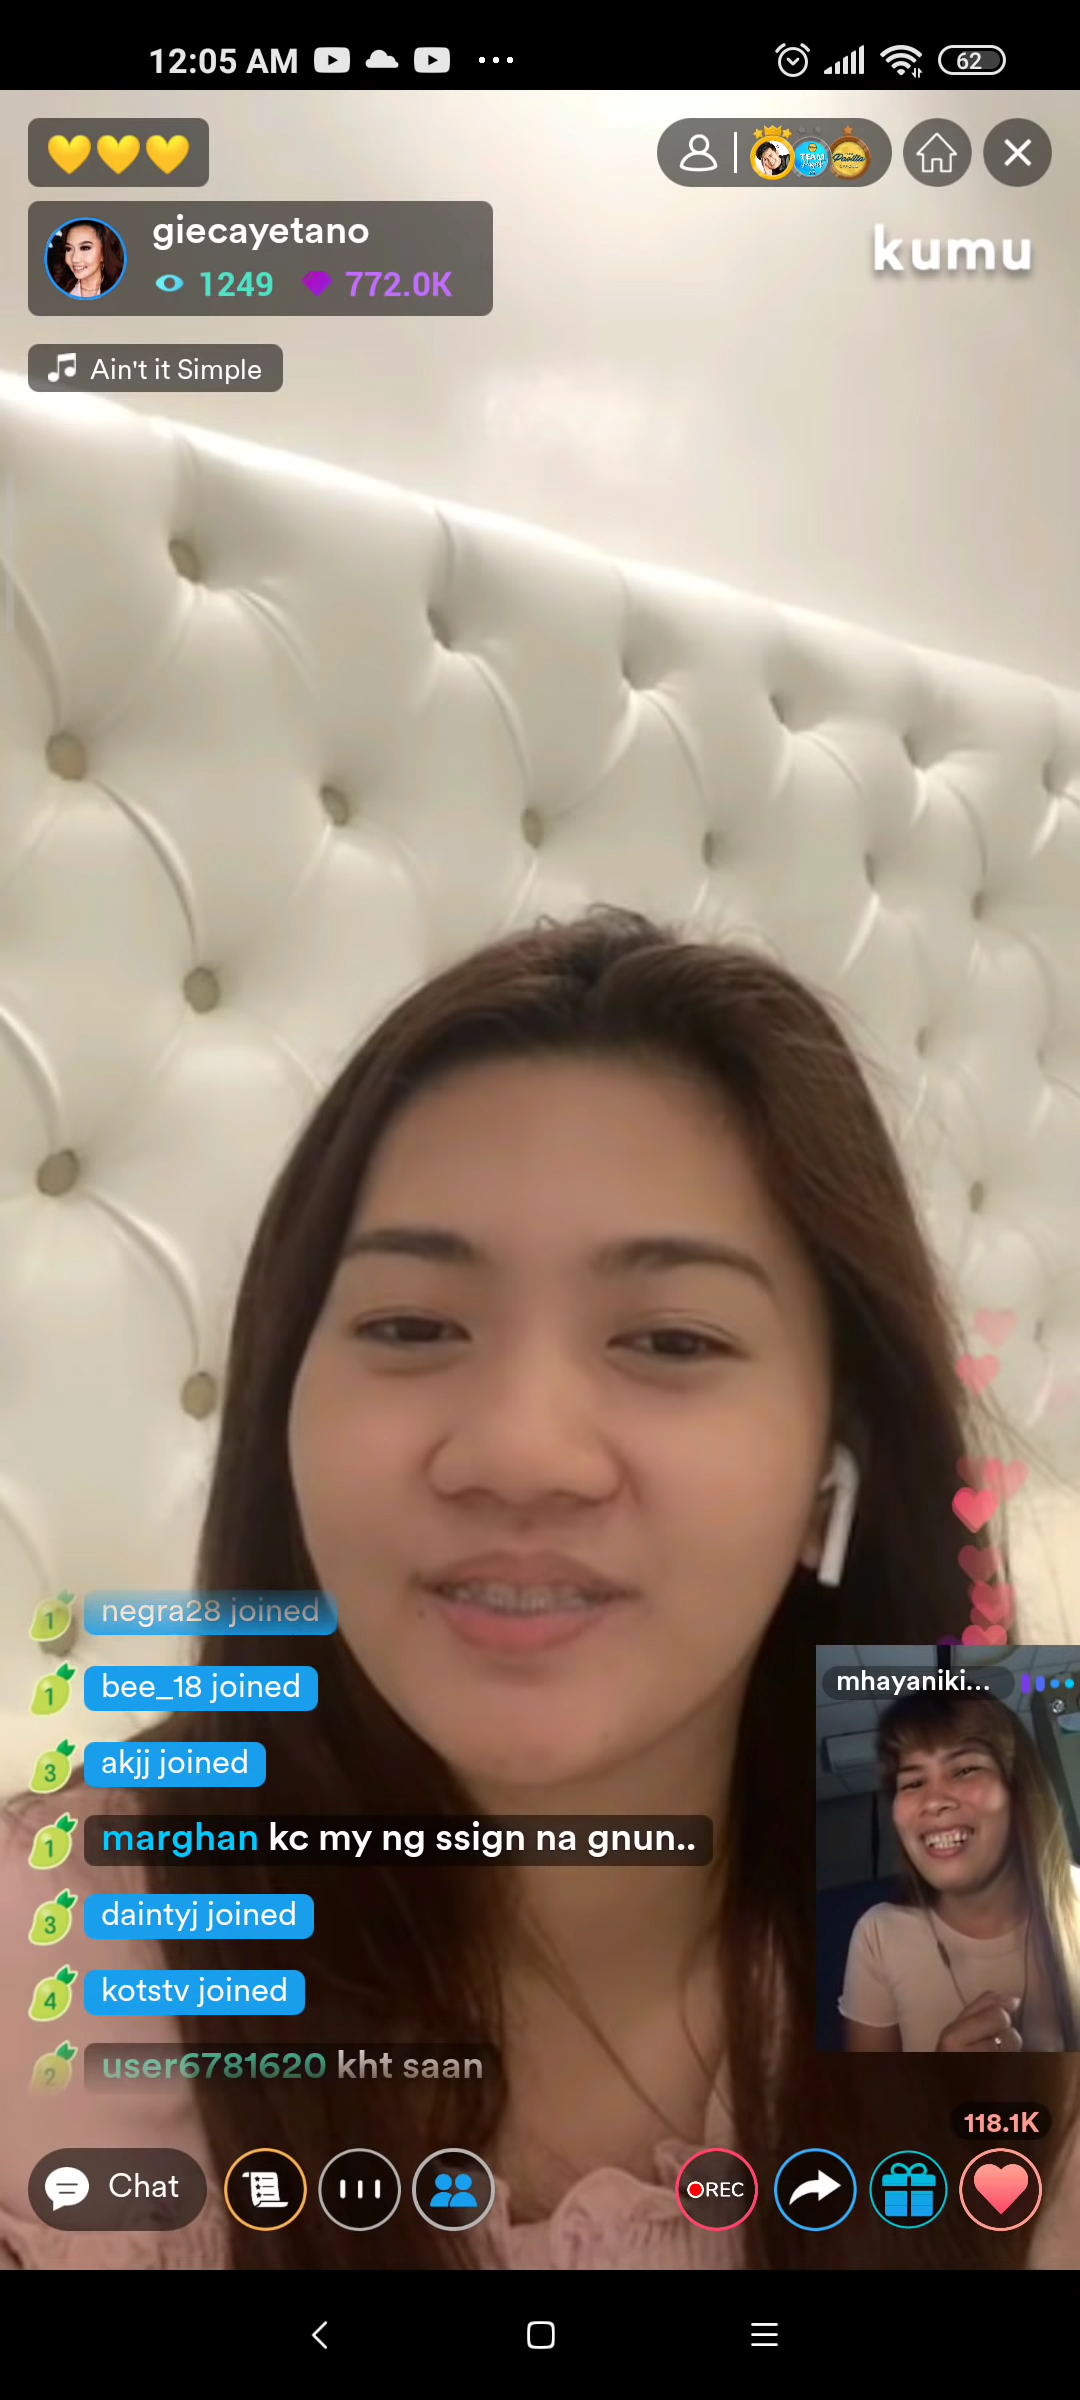 12:05 AM
62
💛💛💛
giecayetano
1249 772.0K
kumu
Ain't it Simple
negra28 joined
bee_18 joined
mhayaniki...
akjj joined
marghan kc my ng ssign na gnun..
daintyj joined
kotstv joined
user6781620 kht saan
118.1K
Chat
REC